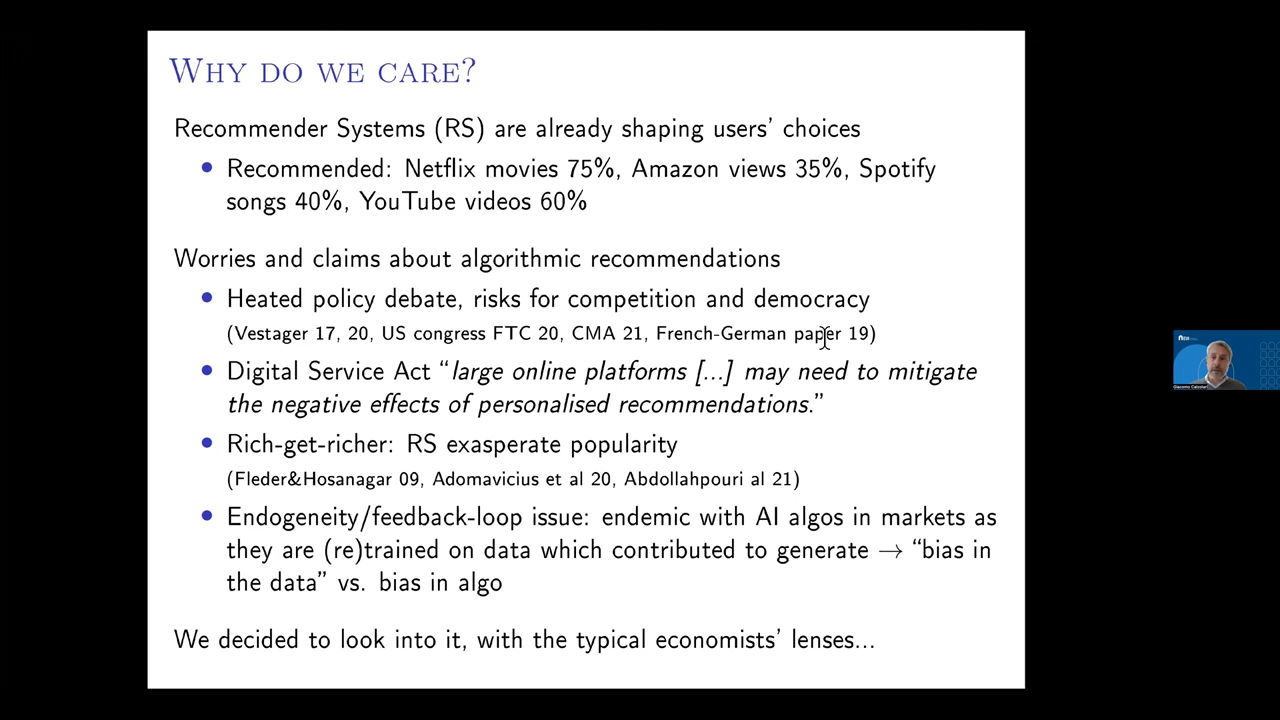 WHY DO WE CARE?
Recommender Systems (RS) are already shaping users' choices
• Recommended: Netflix movies 75%, Amazon views 35%, Spotify
songs 40%, YouTube videos 60%
Worries and claims about algorithmic recommendations
• Heated policy debate, risks for competition and democracy
(Vestager 17, 20, US congress FTC 20, CMA 21, French-German paper 19)
• Digital Service Act “large online platforms [...] may need to mitigate
the negative effects of personalised recommendations.”
• Rich-get-richer: RS exasperate popularity
(Fleder&Hosanagar 09, Adomavicius et al 20, Abdollahpouri al 21)
• Endogeneity/feedback-loop issue: endemic with AI algos in markets as
they are (re)trained on data which contributed to generate → “bias in
the data” vs. bias in algo
We decided to look into it, with the typical economists' lenses...
Giacomo Calzolari